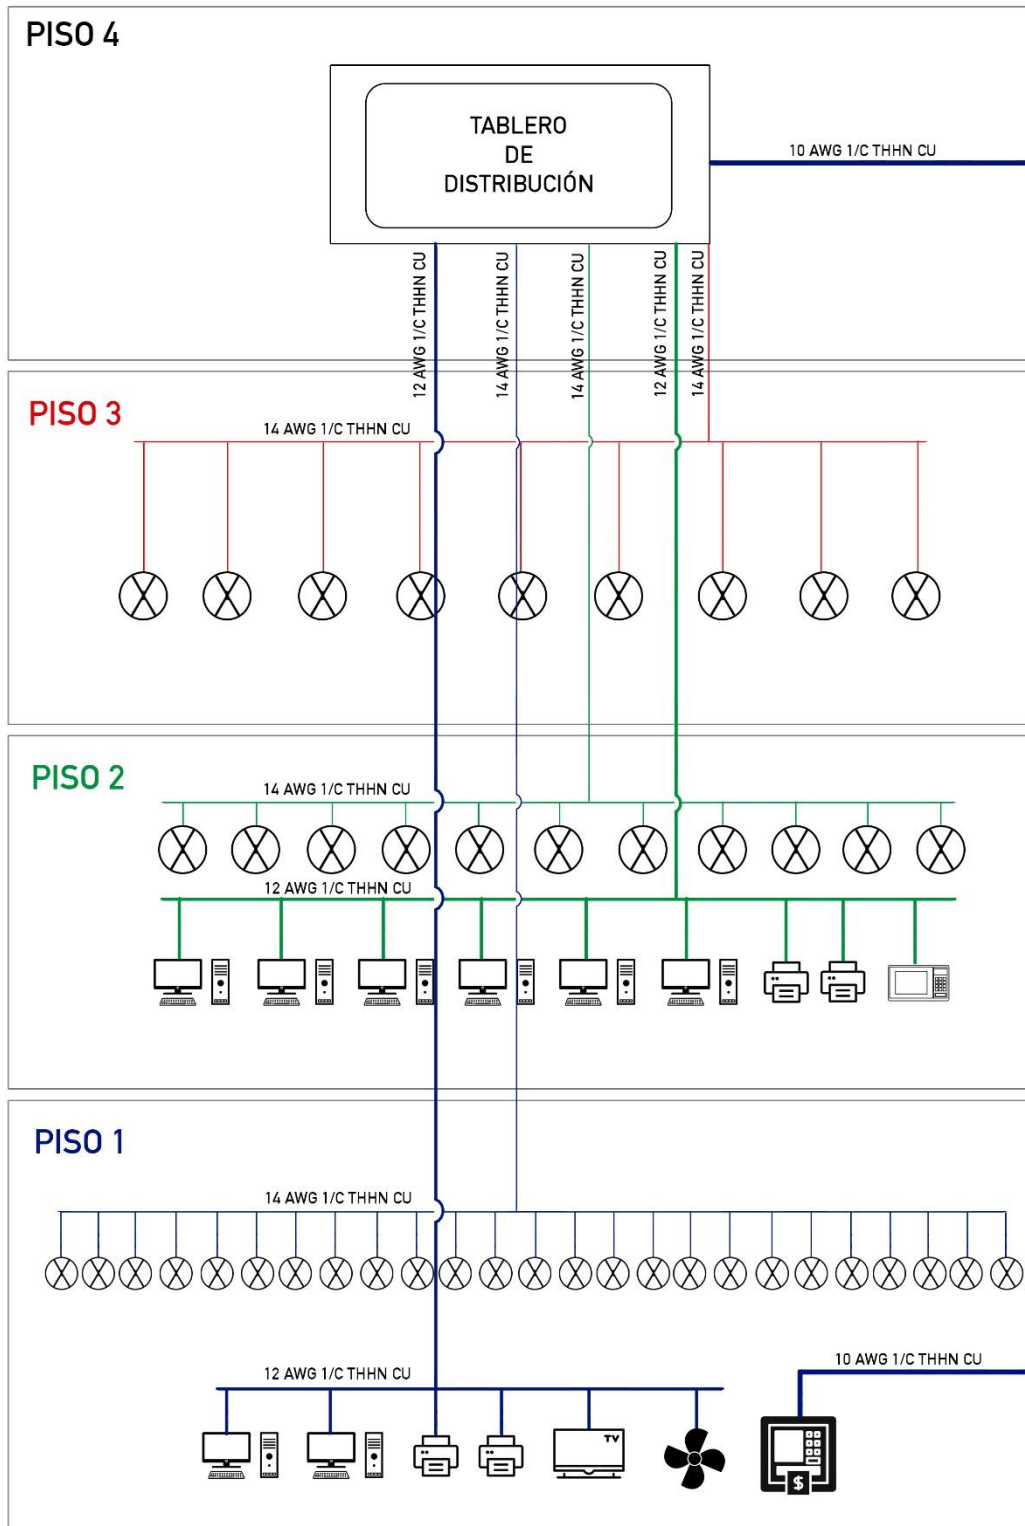 PISO 4
TABLERO
DE
DISTRIBUCIÓN
10 AWG 1/C THHN CU
12 AWG 1/C THHN CU
14 AWG 1/C THHN CU
14 AWG 1/C THHN CU
12 AWG 1/C THHN CU
14 AWG 1/C THHN CU
PISO 3
14 AWG 1/C THHN CU
PISO 2
14 AWG 1/C THHN CU
12 AWG 1/C THHN CU
PISO 1
14 AWG 1/C THHN CU
10 AWG 1/C THHN CU
12 AWG 1/C THHN CU
TV
$